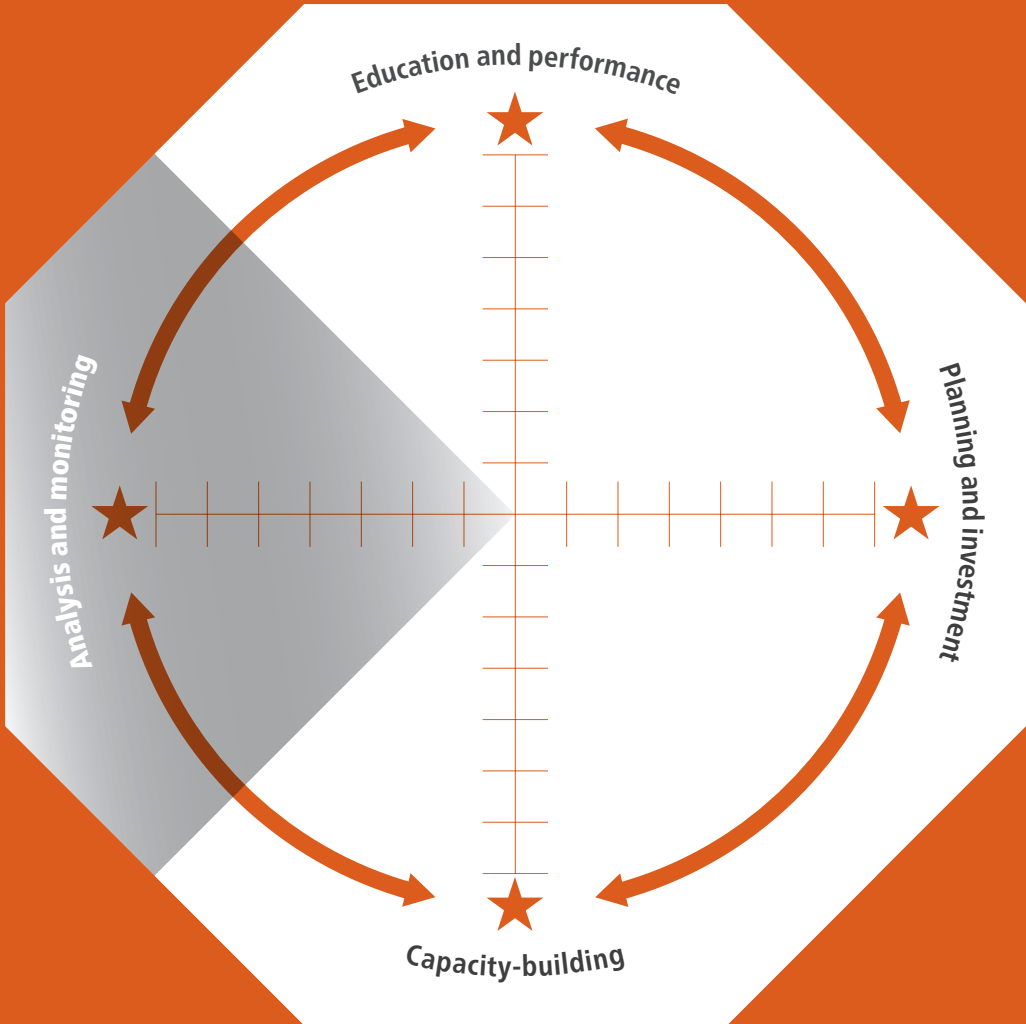 Education and performance
Analysis and monitoring
Planning and investment
Capacity-building